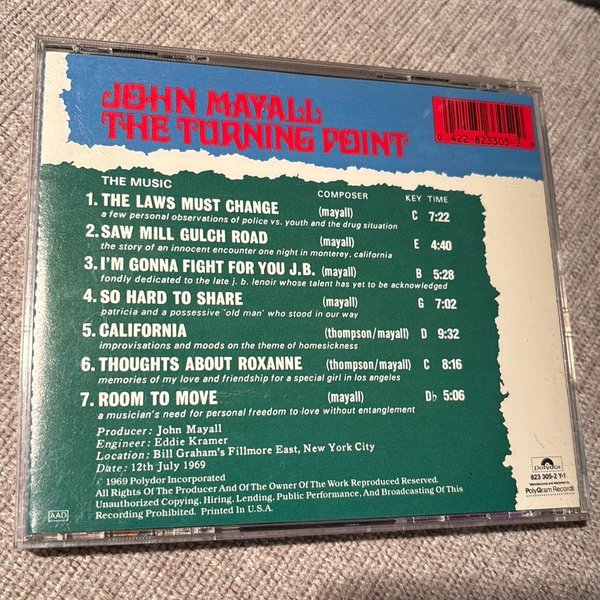 JOHN MAYALL
THE TURNING POINT
0 422-823305-2
THE MUSIC COMPOSER KEY TIME
1. THE LAWS MUST CHANGE (mayall) C 7:22
a few personal observations of police vs. youth and the drug situation
2. SAW MILL GULCH ROAD (mayall) E 4:40
the story of an innocent encounter one night in monterey, california
3. I'M GONNA FIGHT FOR YOU J.B. (mayall) B 5:28
fondly dedicated to the late j.b. lenoir whose talent has yet to be acknowledged
4. SO HARD TO SHARE (mayall) G 7:02
patricia and a possessive 'old man' who stood in our way
5. CALIFORNIA (thompson/mayall) D 9:32
improvisations and moods on the theme of homesickness
6. THOUGHTS ABOUT ROXANNE (thompson/mayall) C 8:16
memories of my love and friendship for a special girl in los angeles
7. ROOM TO MOVE (mayall) D♭ 5:06
a musician's need for personal freedom to love without entanglement
Producer: John Mayall
Engineer: Eddie Kramer
Location: Bill Graham's Fillmore East, New York City
Date: 12th July 1969
℗ 1969 Polydor Incorporated
All Rights Of The Producer And Of The Owner Of The Work Reproduced Reserved.
Unauthorized Copying, Hiring, Lending, Public Performance, And Broadcasting Of This
Recording Prohibited. Printed In U.S.A.
AAD
Polydor
823 305-2 Y-1
Manufactured and Marketed by
PolyGram Records